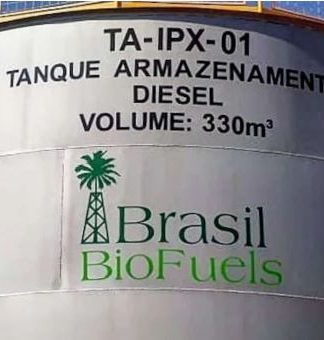 TA-IPX-01
TANQUE ARMAZENAMENT
DIESEL
VOLUME: 330m³
Brasil
BioFuels